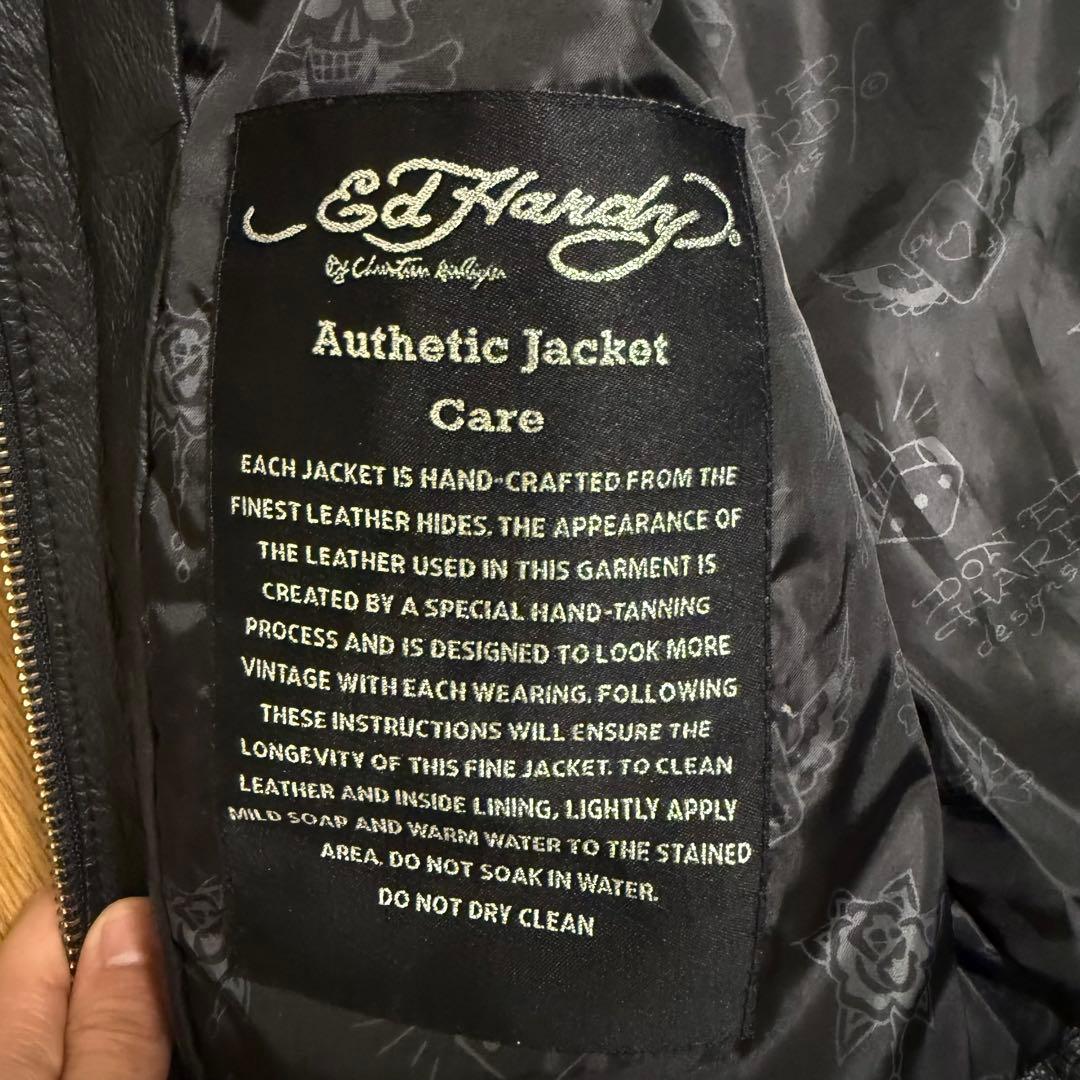 Ed Hardy®
By Christian Audigier
Authetic Jacket
Care
EACH JACKET IS HAND-CRAFTED FROM THE
FINEST LEATHER HIDES. THE APPEARANCE OF
THE LEATHER USED IN THIS GARMENT IS
CREATED BY A SPECIAL HAND-TANNING
PROCESS AND IS DESIGNED TO LOOK MORE
VINTAGE WITH EACH WEARING. FOLLOWING
THESE INSTRUCTIONS WILL ENSURE THE
LONGEVITY OF THIS FINE JACKET. TO CLEAN
LEATHER AND INSIDE LINING, LIGHTLY APPLY
MILD SOAP AND WARM WATER TO THE STAINED
AREA. DO NOT SOAK IN WATER.
DO NOT DRY CLEAN
DON ED
HARDY
designs